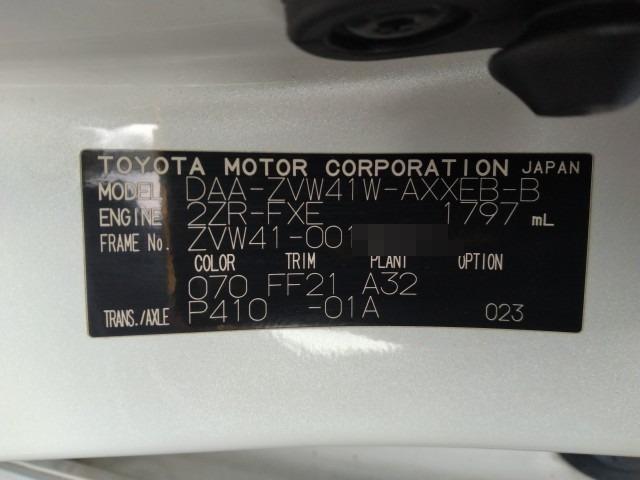 TOYOTA MOTOR CORPORATION JAPAN
MODEL DAA-ZVW41W-AXXEB-B
ENGINE 2ZR-FXE 1797 mL
FRAME No. ZVW41-001
COLOR TRIM PLANT OPTION
070 FF21 A32
TRANS./AXLE P410 -01A 023